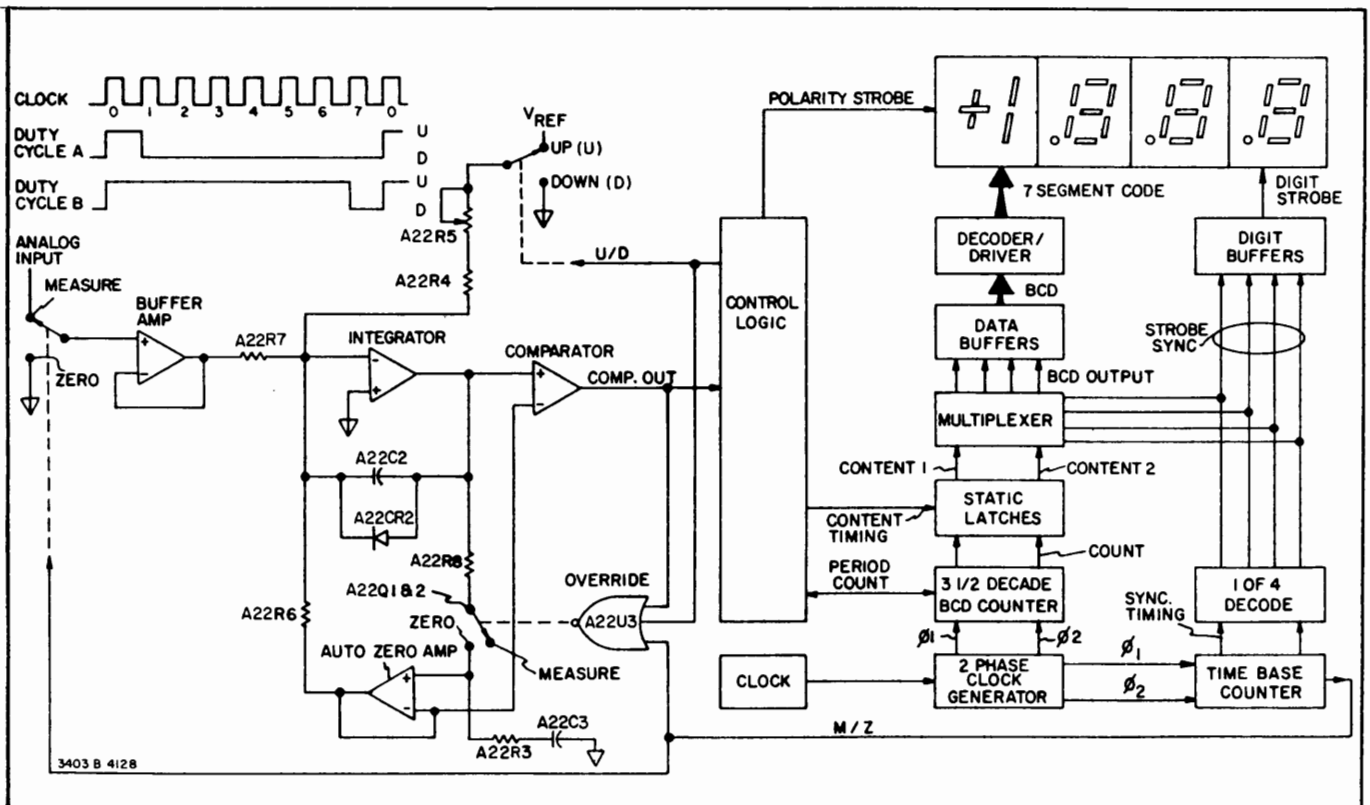 CLOCK
0 1 2 3 4 5 6 7 0
DUTY CYCLE A
U
D
DUTY CYCLE B
U
D
VREF
UP (U)
DOWN (D)
A22R5
A22R4
U/D
ANALOG INPUT
MEASURE
BUFFER AMP
ZERO
A22R7
INTEGRATOR
COMPARATOR
COMP. OUT
A22C2
A22CR2
A22R8
A22R6
A22Q1&2
ZERO
MEASURE
OVERRIDE
A22U3
AUTO ZERO AMP
A22R3
A22C3
3403 B 4128
M/Z
POLARITY STROBE
+1 .8 .8 .8
7 SEGMENT CODE
DIGIT STROBE
DECODER/
DRIVER
DIGIT
BUFFERS
BCD
DATA
BUFFERS
STROBE SYNC
BCD OUTPUT
MULTIPLEXER
CONTROL
LOGIC
CONTENT 1
CONTENT 2
STATIC
LATCHES
CONTENT TIMING
COUNT
PERIOD COUNT
3 1/2 DECADE
BCD COUNTER
1 OF 4
DECODE
SYNC. TIMING
Ø1
Ø2
CLOCK
2 PHASE
CLOCK
GENERATOR
Ø1
Ø2
TIME BASE
COUNTER